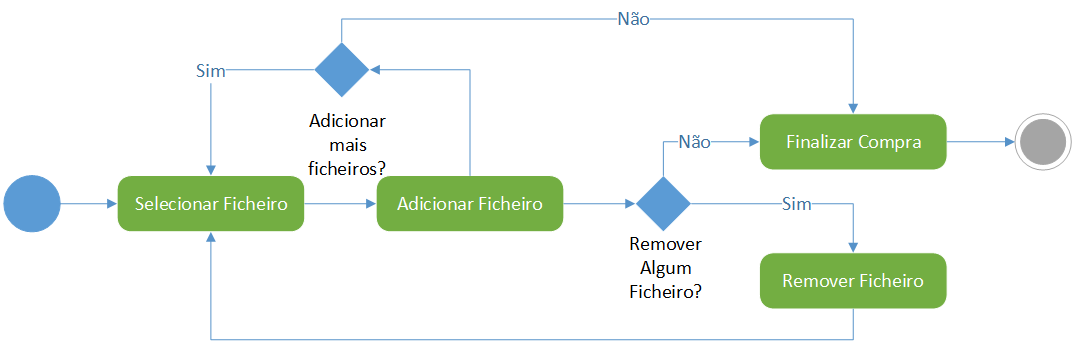 Não
Sim
Adicionar
mais
ficheiros?
Não
Finalizar Compra
Selecionar Ficheiro
Adicionar Ficheiro
Sim
Remover
Algum
Ficheiro?
Remover Ficheiro